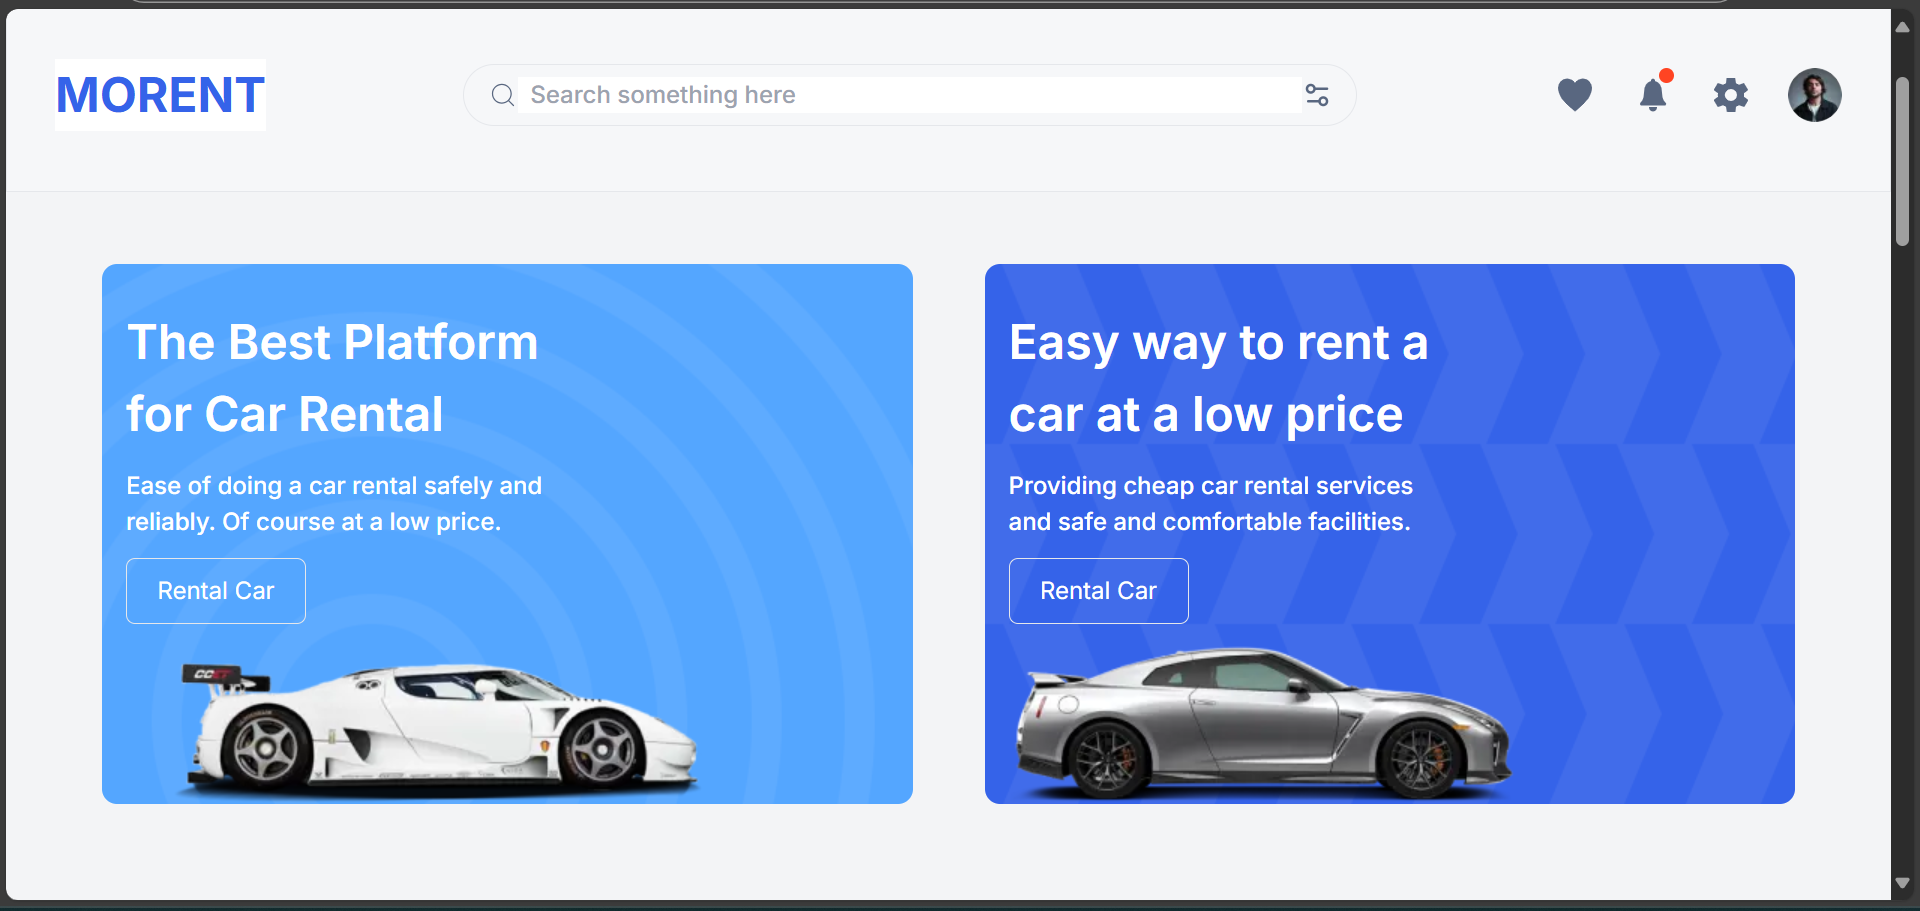 MORENT
Search something here
The Best Platform
for Car Rental
Ease of doing a car rental safely and
reliably. Of course at a low price.
Rental Car
Easy way to rent a
car at a low price
Providing cheap car rental services
and safe and comfortable facilities.
Rental Car